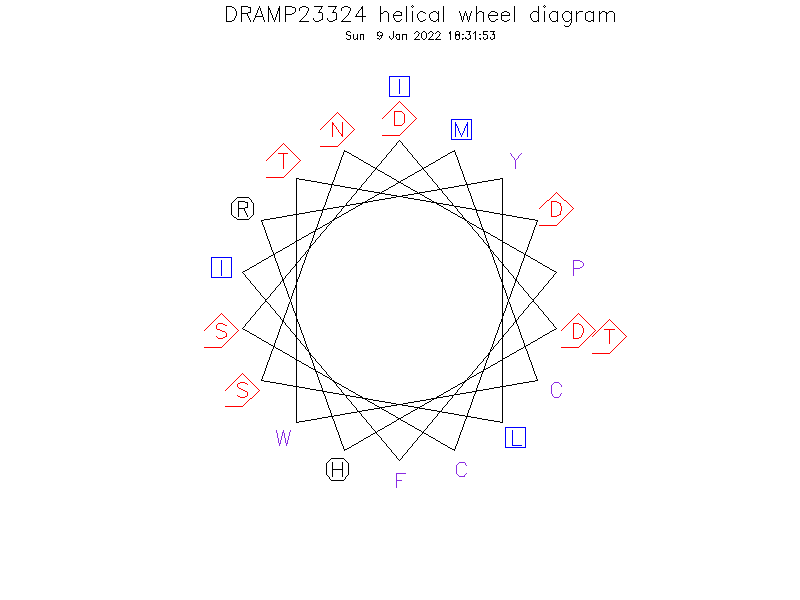 DRAMP23324 helical wheel diagram
Sun 9 Jan 2022 18:31:53
I
N D M
T Y
R D
I P
S D T
S C
W L
H F C